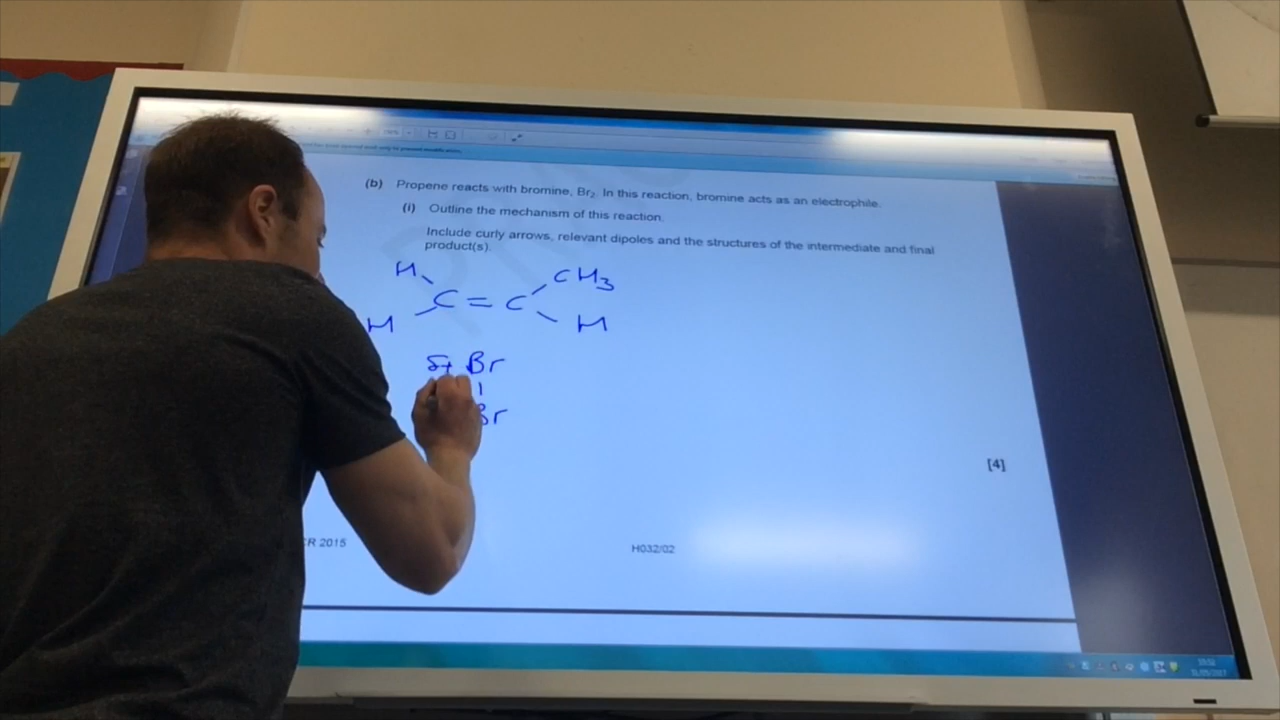 (b) Propene reacts with bromine, Br₂. In this reaction, bromine acts as an electrophile.
(i) Outline the mechanism of this reaction.
Include curly arrows, relevant dipoles and the structures of the intermediate and final
product(s).
H CH₃
C = C
H H
δ+ Br
Br
[4]
R 2015 H032/02